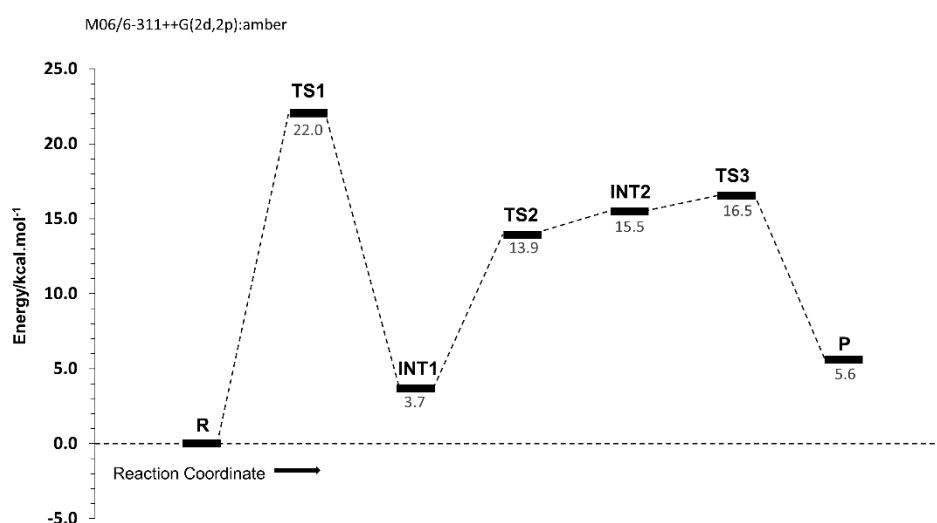 M06/6-311++G(2d,2p):amber
Energy/kcal.mol⁻¹
25.0
TS1
22.0
20.0
TS3
16.5
INT2
15.5
15.0
TS2
13.9
10.0
INT1
3.7
P
5.6
5.0
R
0.0
Reaction Coordinate
-5.0